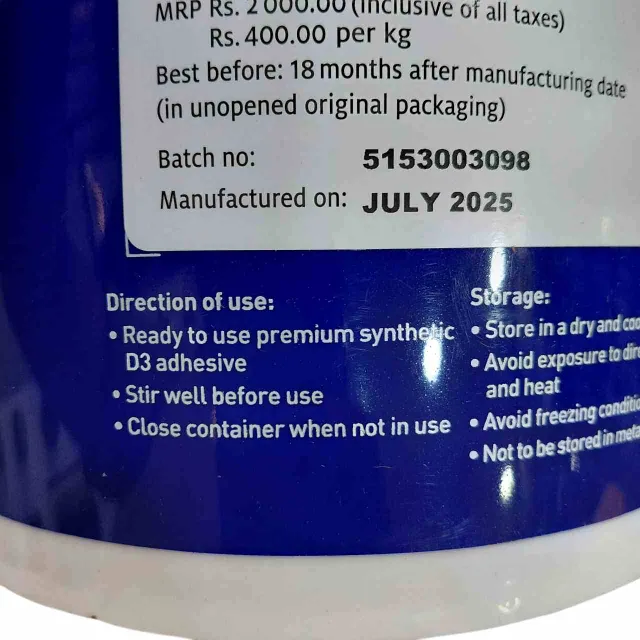 MRP Rs. 2 000.00 (inclusive of all taxes)
Rs. 400.00 per kg
Best before: 18 months after manufacturing date
(in unopened original packaging)
Batch no: 5153003098
Manufactured on: JULY 2025
Direction of use:
• Ready to use premium synthetic
D3 adhesive
• Stir well before use
• Close container when not in use
Storage:
• Store in a dry and
• Avoid exposure to
and heat
• Avoid freezing
• Not to be stored in